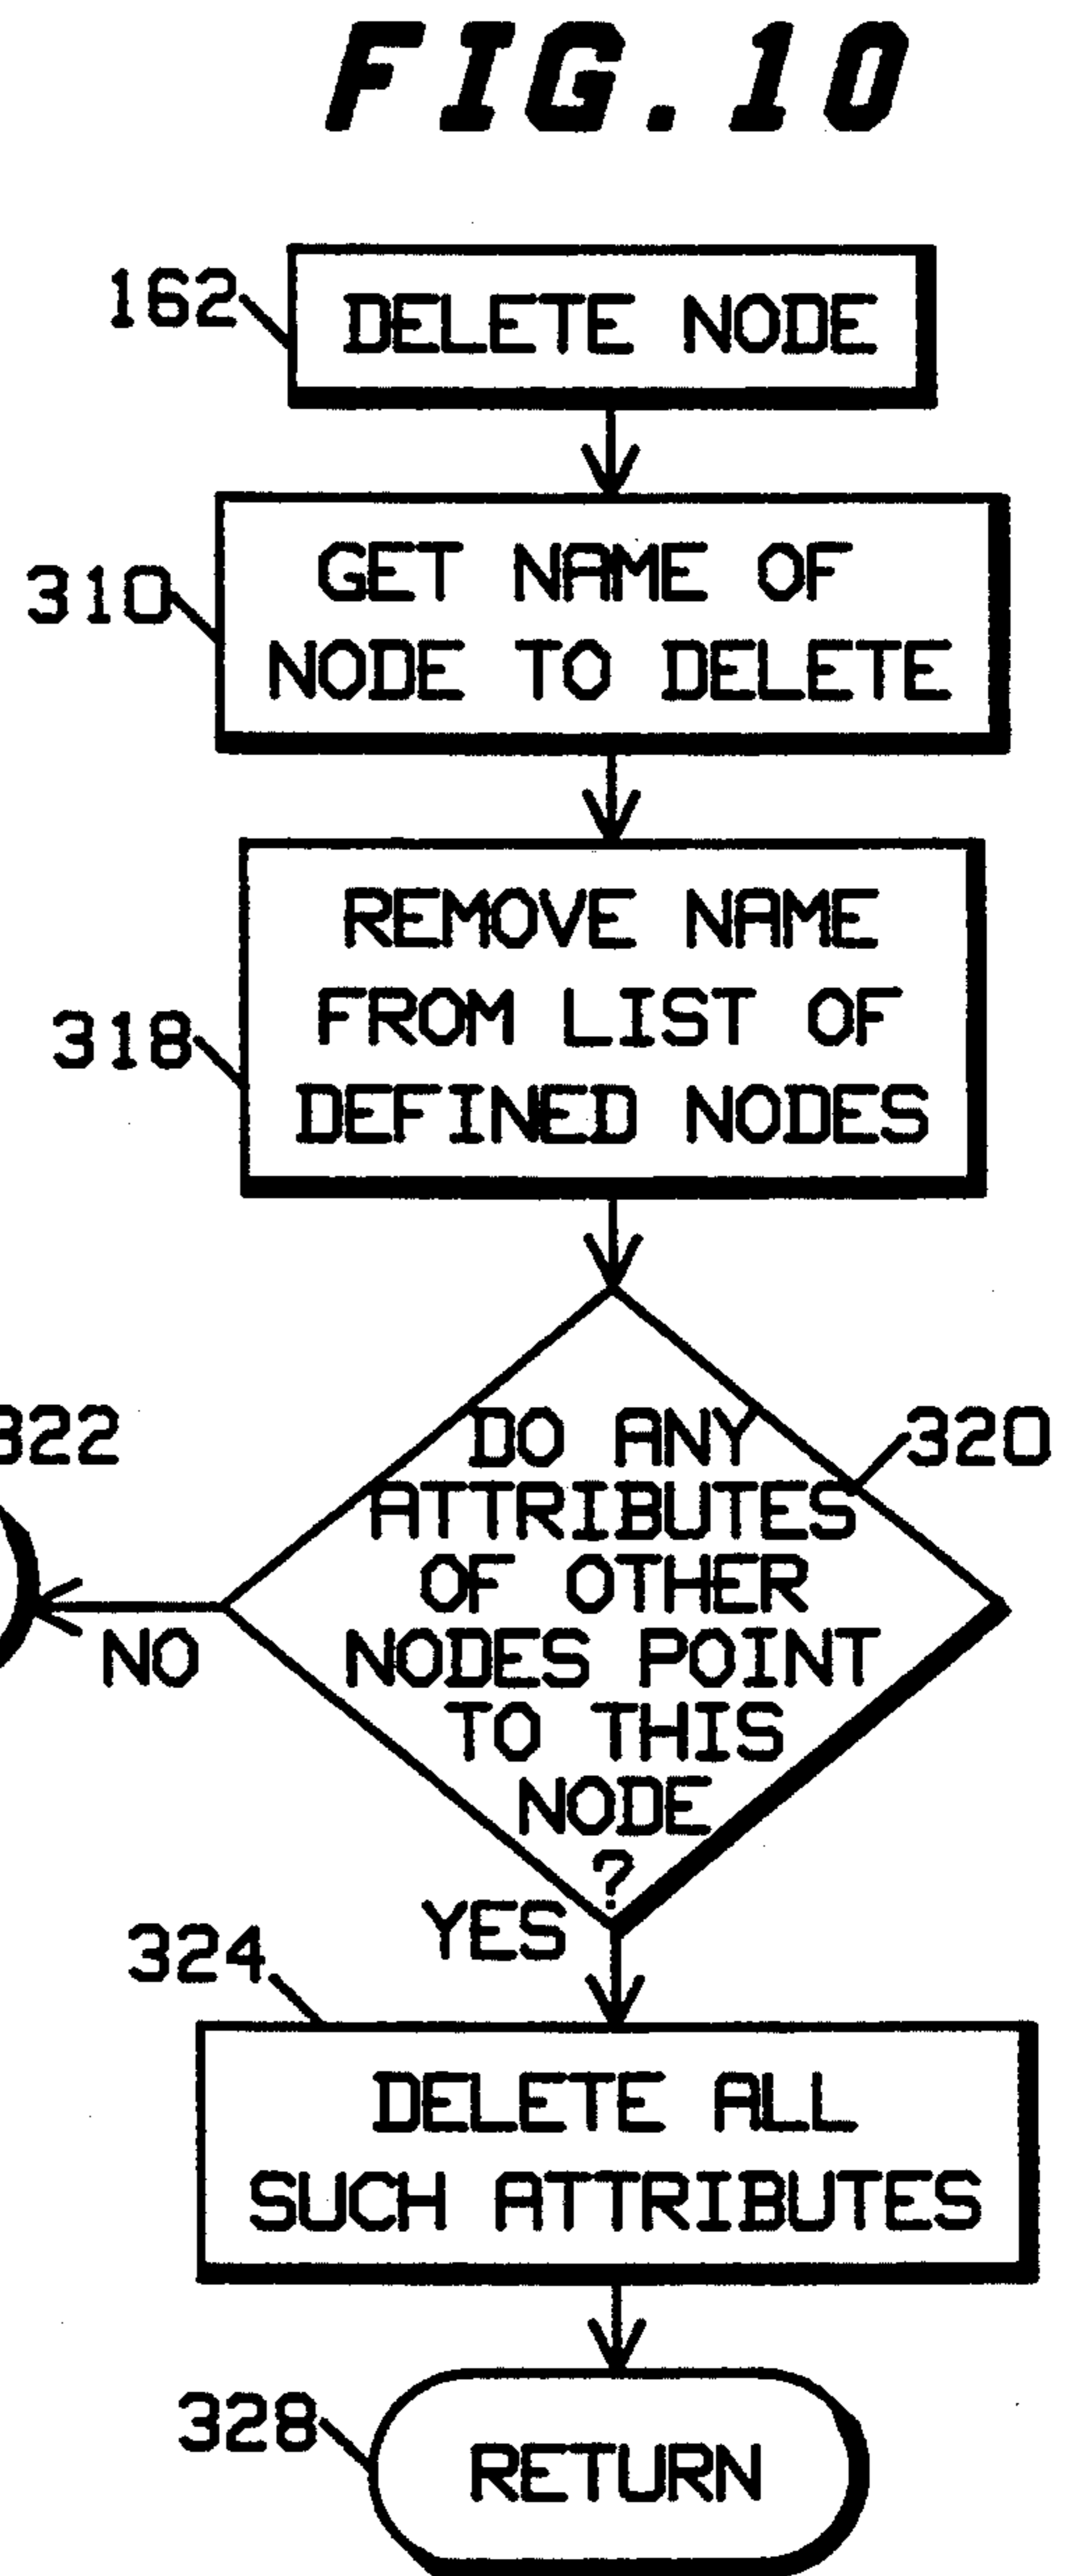 FIG. 10
162
DELETE NODE
310
GET NAME OF
NODE TO DELETE
318
REMOVE NAME
FROM LIST OF
DEFINED NODES
322
320
DO ANY
ATTRIBUTES
OF OTHER
NODES POINT
TO THIS
NODE
?
NO
YES
324
DELETE ALL
SUCH ATTRIBUTES
328
RETURN